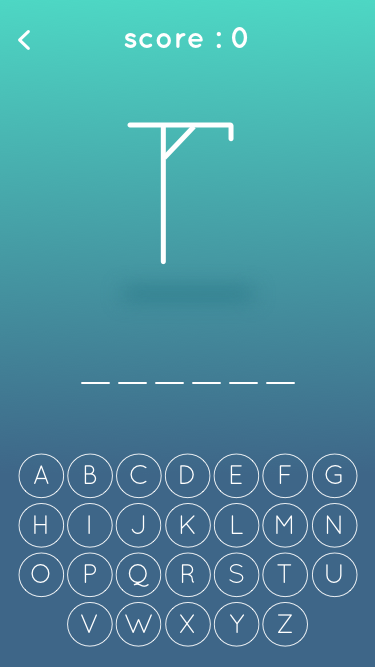 score : 0
A B C D E F G
H I J K L M N
O P Q R S T U
V W X Y Z